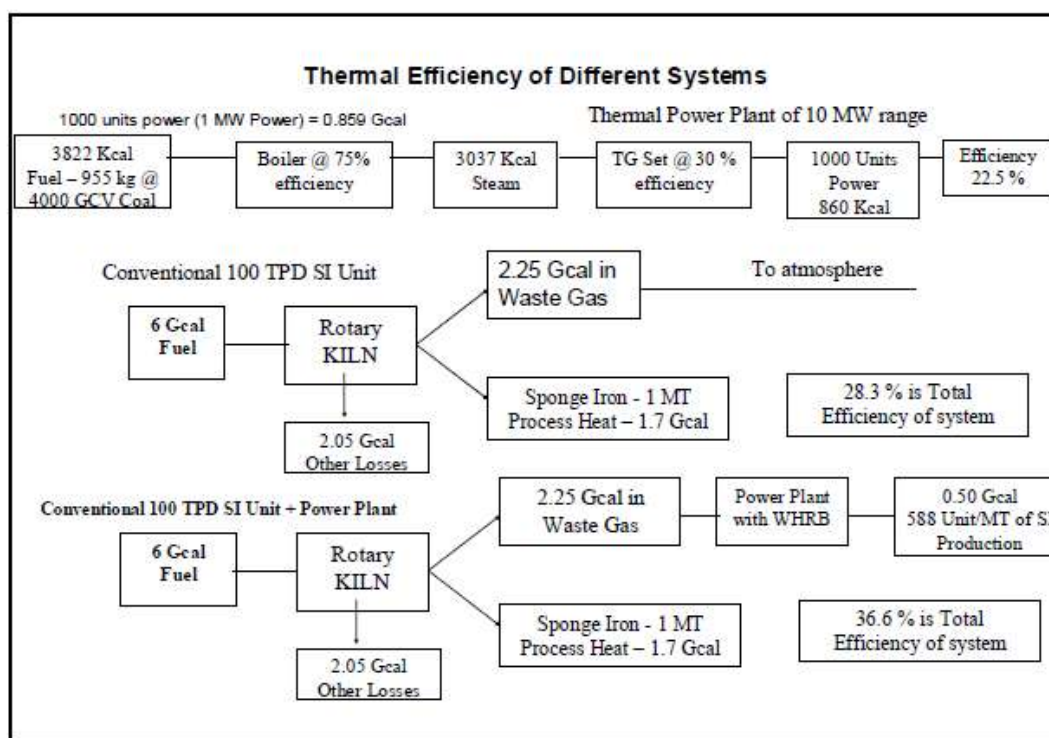 Thermal Efficiency of Different Systems
1000 units power (1 MW Power) = 0.859 Gcal
Thermal Power Plant of 10 MW range
3822 Kcal
Fuel – 955 kg @
4000 GCV Coal
Boiler @ 75%
efficiency
3037 Kcal
Steam
TG Set @ 30 %
efficiency
1000 Units
Power
860 Kcal
Efficiency
22.5 %
Conventional 100 TPD SI Unit
6 Gcal
Fuel
Rotary
KILN
2.25 Gcal in
Waste Gas
To atmosphere
Sponge Iron - 1 MT
Process Heat – 1.7 Gcal
28.3 % is Total
Efficiency of system
2.05 Gcal
Other Losses
Conventional 100 TPD SI Unit + Power Plant
6 Gcal
Fuel
Rotary
KILN
2.25 Gcal in
Waste Gas
Power Plant
with WHRB
0.50 Gcal
588 Unit/MT of S
Production
Sponge Iron - 1 MT
Process Heat – 1.7 Gcal
36.6 % is Total
Efficiency of system
2.05 Gcal
Other Losses